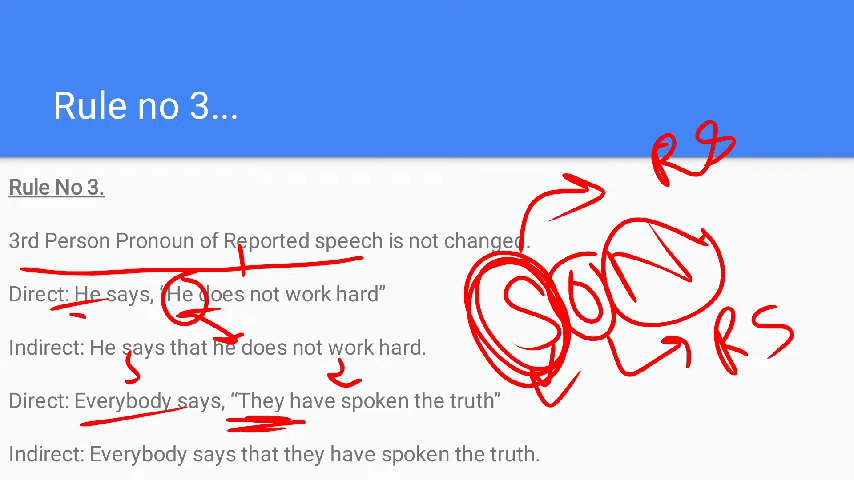 Rule no 3...
Rule No 3.
3rd Person Pronoun of Reported speech is not changed.
Direct: He says, “He does not work hard”
Indirect: He says that he does not work hard.
Direct: Everybody says, “They have spoken the truth”
Indirect: Everybody says that they have spoken the truth.
RS
SON
RS